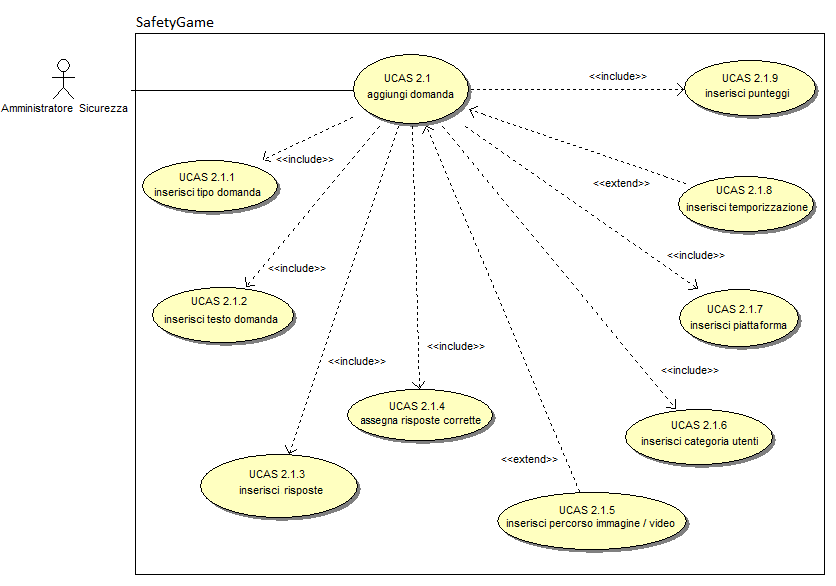 SafetyGame
Amministratore Sicurezza
UCAS 2.1
aggiungi domanda
<<include>>
UCAS 2.1.9
inserisci punteggi
<<include>>
UCAS 2.1.1
inserisci tipo domanda
<<extend>>
UCAS 2.1.8
inserisci temporizzazione
<<include>>
UCAS 2.1.2
inserisci testo domanda
<<include>>
UCAS 2.1.7
inserisci piattaforma
<<include>>
UCAS 2.1.3
inserisci risposte
<<include>>
UCAS 2.1.4
assegna risposte corrette
<<include>>
UCAS 2.1.6
inserisci categoria utenti
<<extend>>
UCAS 2.1.5
inserisci percorso immagine / video